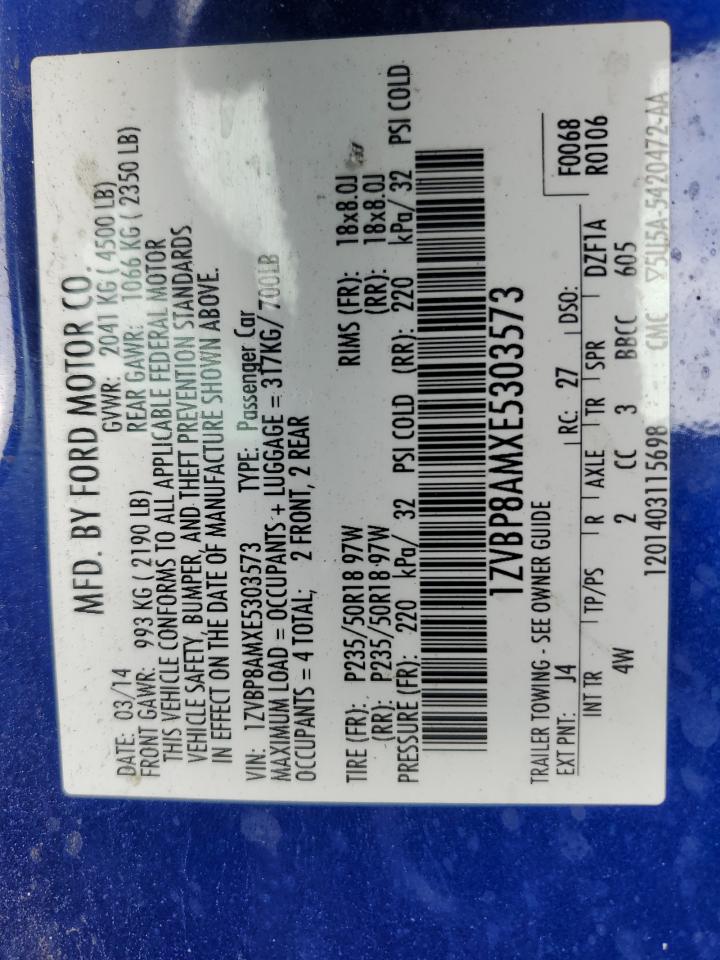 MFD. BY FORD MOTOR CO.
DATE: 03/14 GVWR: 2041 KG ( 4500 LB)
FRONT GAWR: 993 KG ( 2190 LB) REAR GAWR: 1066 KG ( 2350 LB)
THIS VEHICLE CONFORMS TO ALL APPLICABLE FEDERAL MOTOR
VEHICLE SAFETY, BUMPER, AND THEFT PREVENTION STANDARDS
IN EFFECT ON THE DATE OF MANUFACTURE SHOWN ABOVE.
VIN: 1ZVBP8AMXE5303573 TYPE: Passenger Car
MAXIMUM LOAD = OCCUPANTS + LUGGAGE = 317KG/ 700LB
OCCUPANTS = 4 TOTAL; 2 FRONT, 2 REAR
TIRE (FR): P235/50R18 97W RIMS (FR): 18x8.0J
(RR): P235/50R18 97W (RR): 18x8.0J
PRESSURE (FR): 220 kPa/ 32 PSI COLD (RR): 220 kPa/ 32 PSI COLD
1ZVBP8AMXE5303573
TRAILER TOWING - SEE OWNER GUIDE F0068
EXT PNT: J4 RC: 27 DSO: R0106
INT TR TP/PS R AXLE TR SPR DZF1A
4W 2 CC 3 BBCC 605
1201403115698 CMC ▽5U5A-5420472-AA